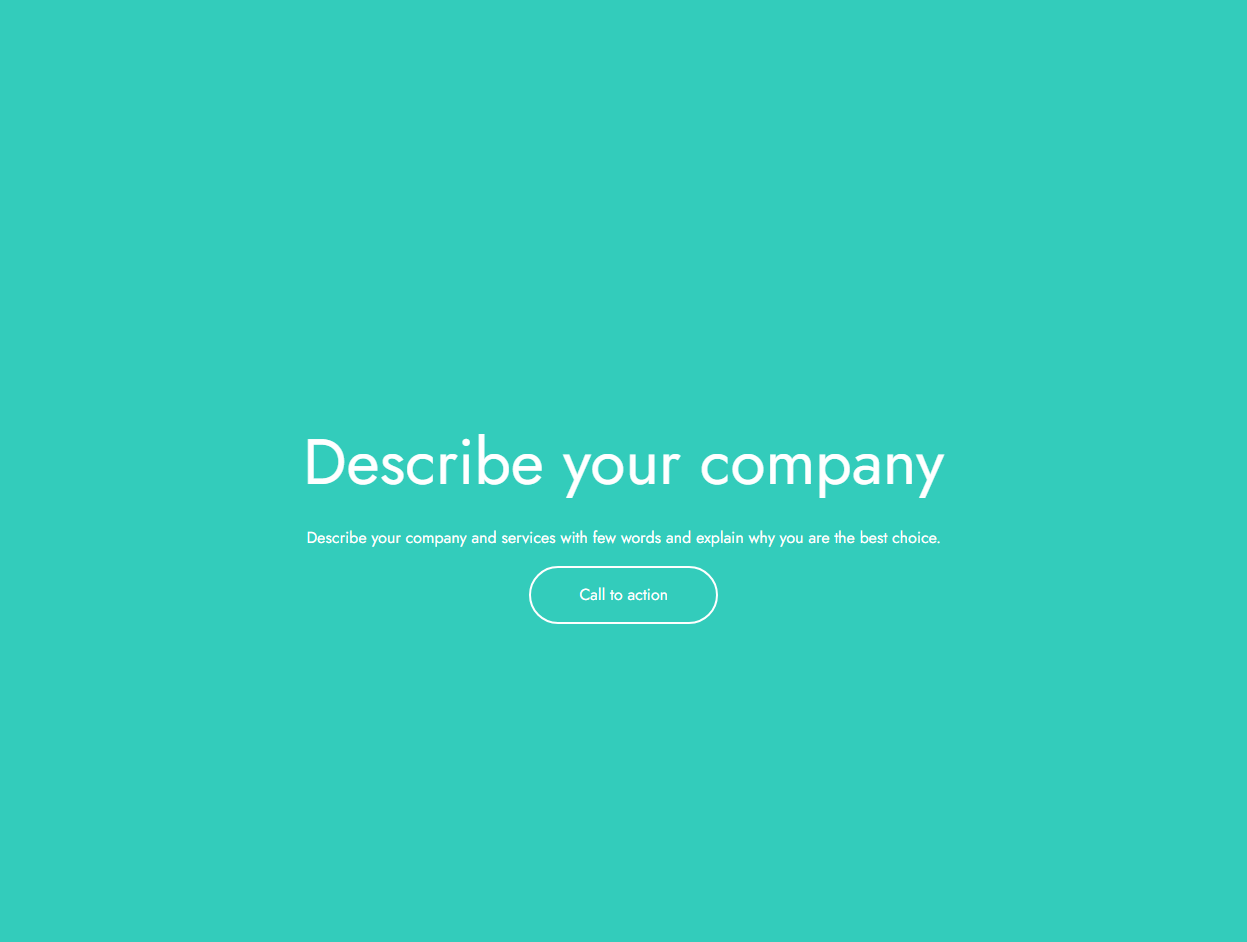 Describe your company
Describe your company and services with few words and explain why you are the best choice.
Call to action